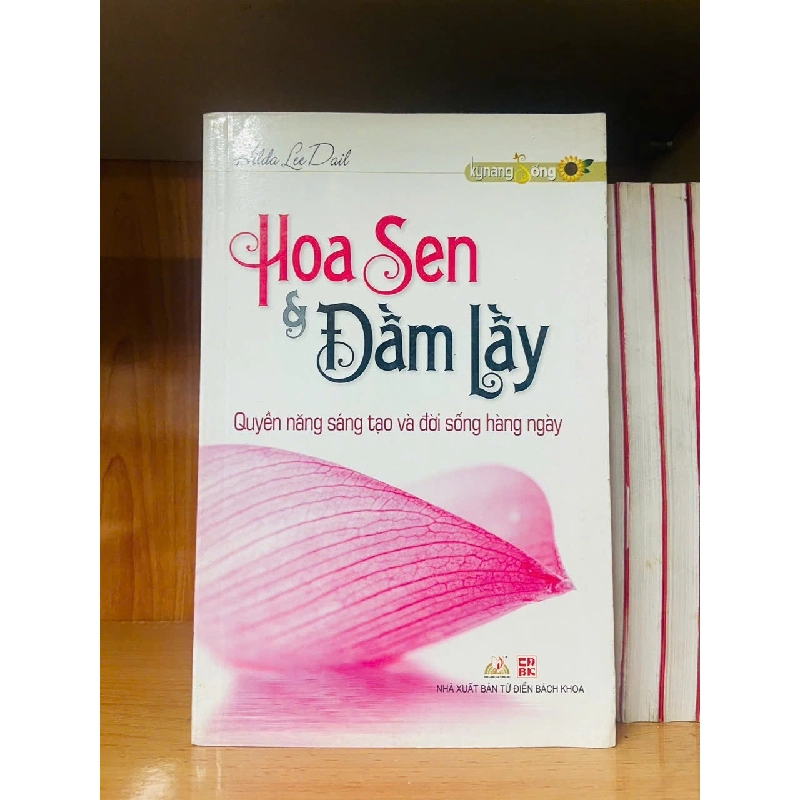 Hilda Lee Dail
kỹ năng Sống
Hoa Sen
&
Đầm Lầy
Quyền năng sáng tạo và đời sống hàng ngày
NHÀ XUẤT BẢN TỪ ĐIỂN BÁCH KHOA